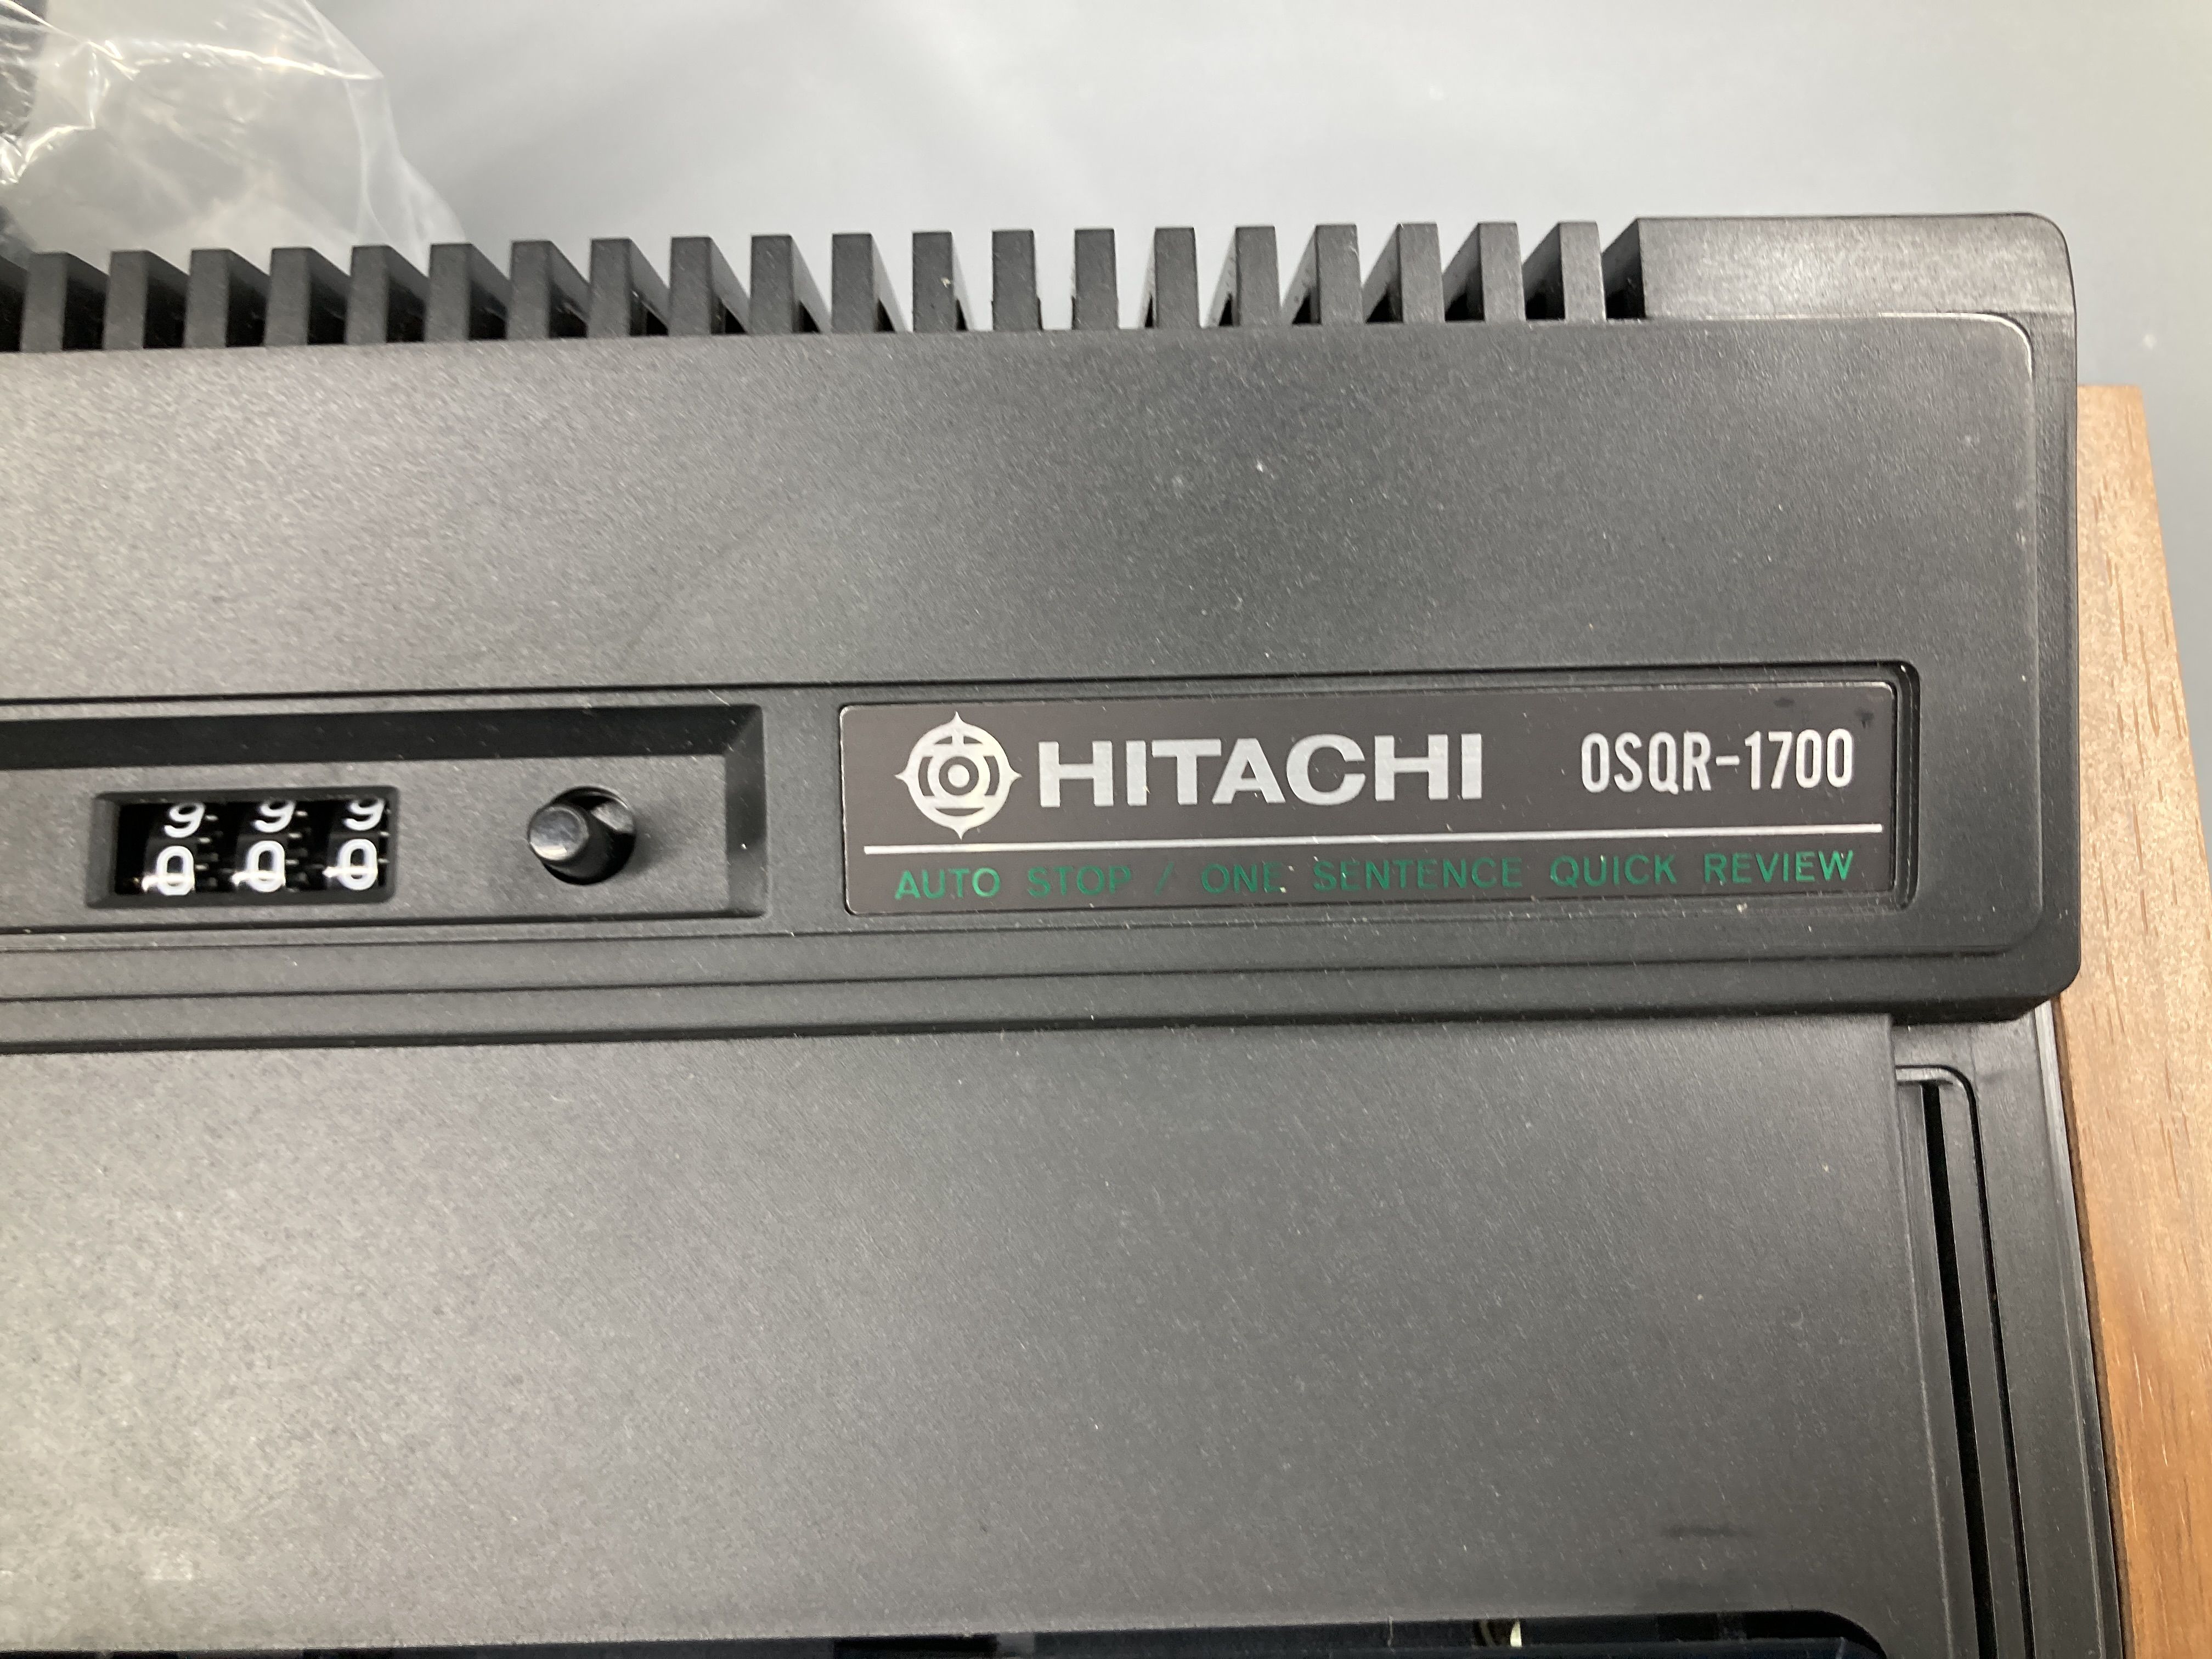 999
000
HITACHI OSQR-1700
AUTO STOP / ONE SENTENCE QUICK REVIEW